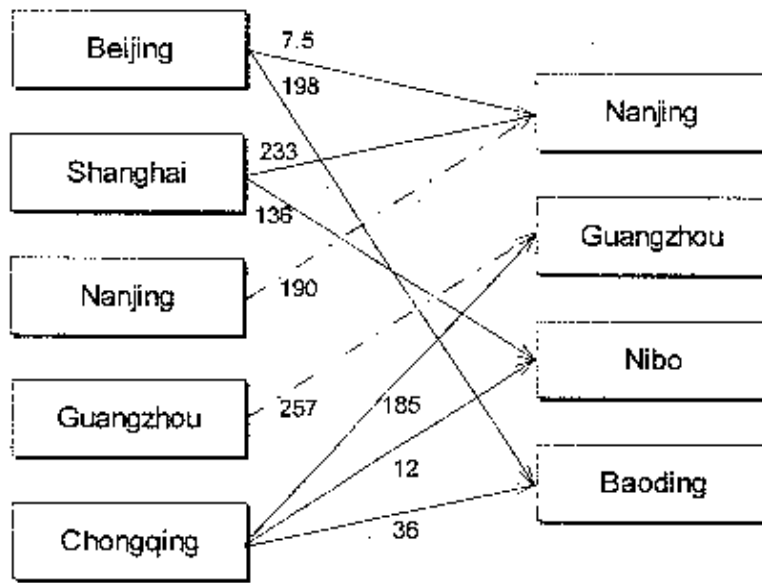 Beijing
7.5
198
Nanjing
Shanghai
233
136
Guangzhou
Nanjing
190
Nibo
Guangzhou
257
185
12
Baoding
Chongqing
36